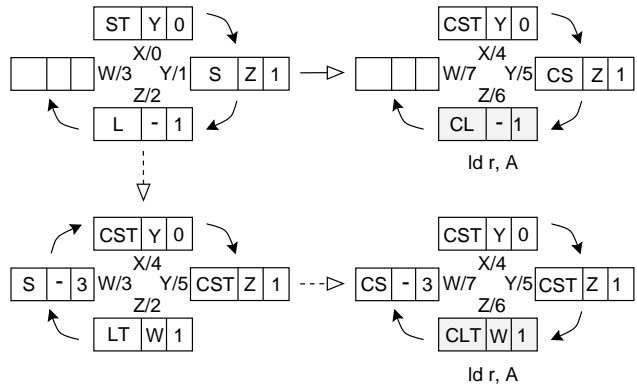 ST Y 0 CST Y 0
X/0 X/4
W/3 Y/1 S Z 1 W/7 Y/5 CS Z 1
Z/2 Z/6
L - 1 CL - 1
ld r, A
CST Y 0 CST Y 0
X/4 X/4
S - 3 W/3 Y/5 CST Z 1 CS - 3 W/7 Y/5 CST Z 1
Z/2 Z/6
LT W 1 CLT W 1
ld r, A